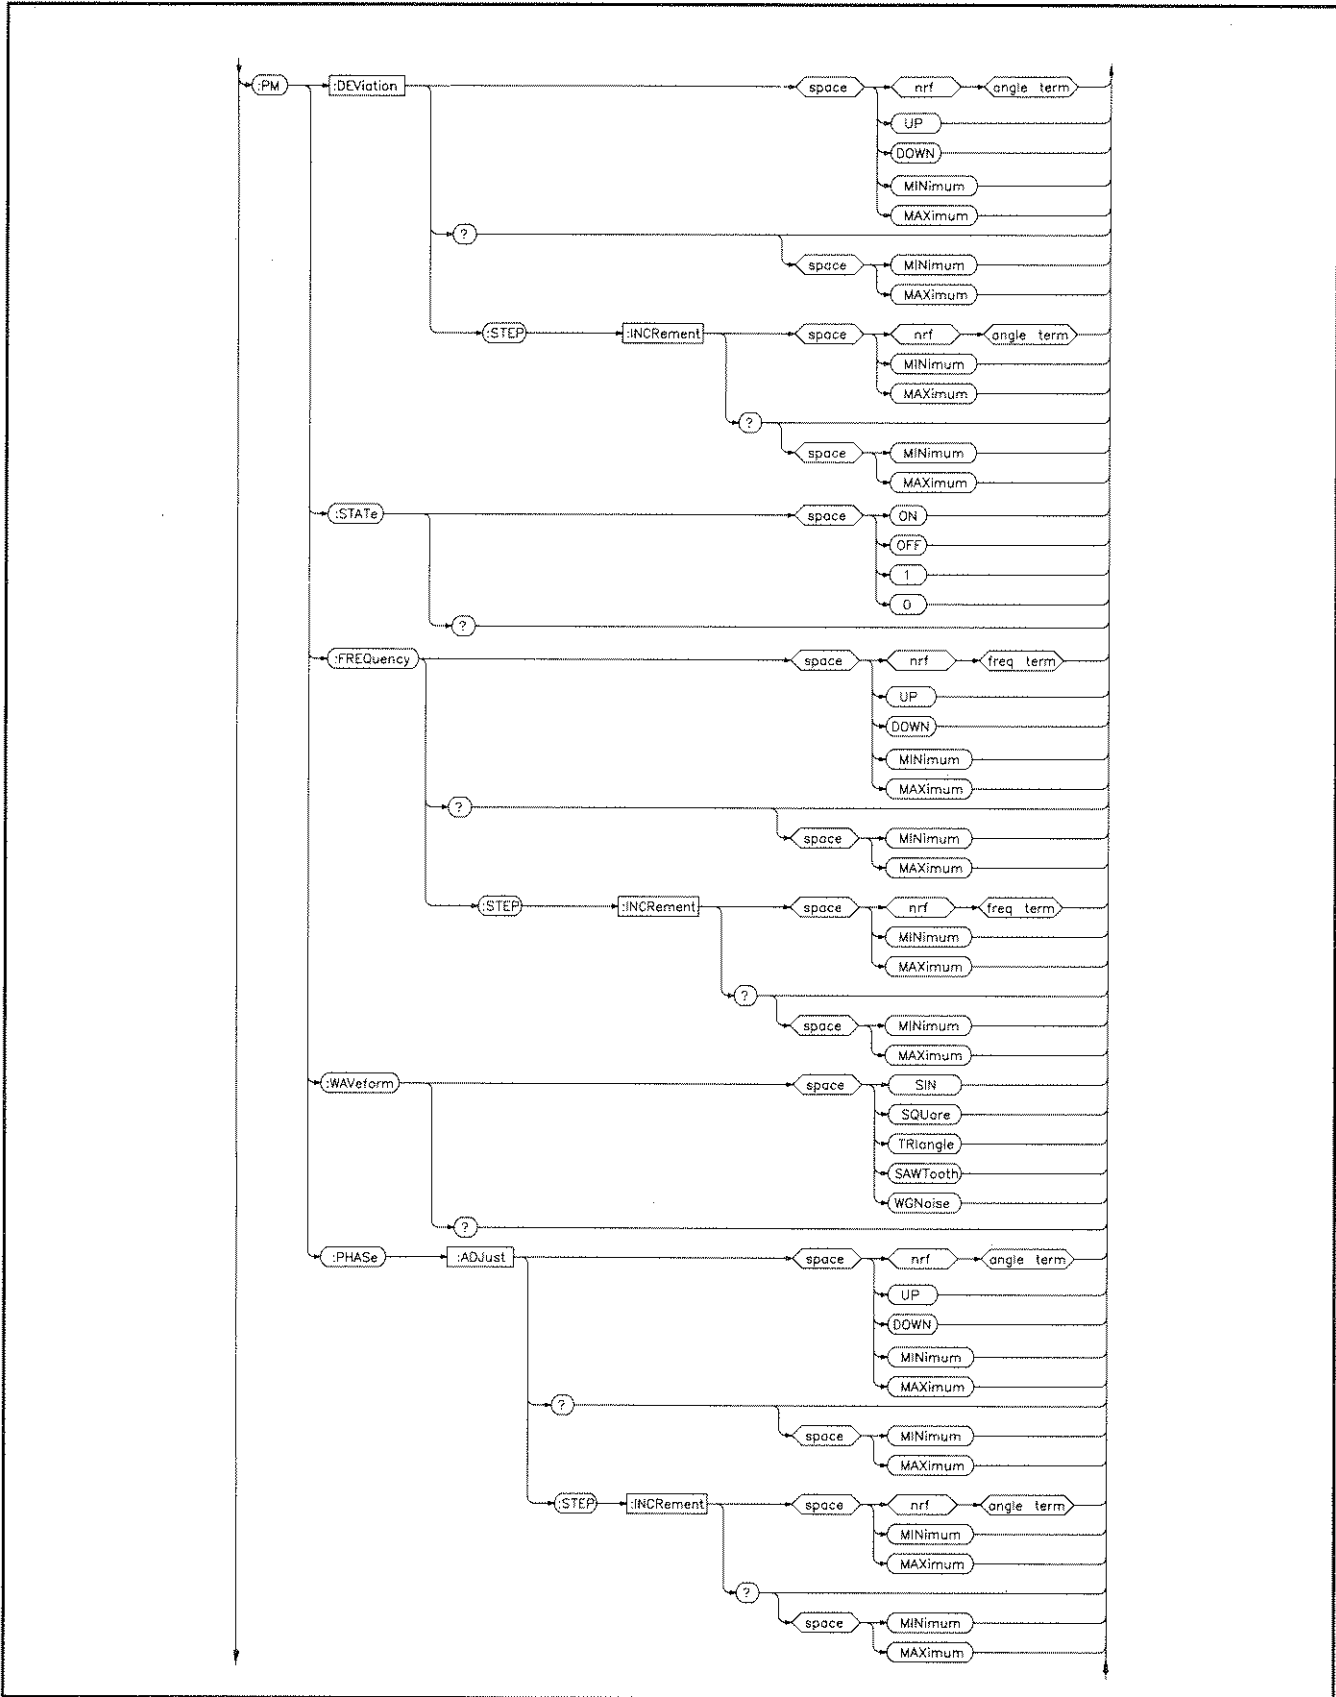 :PM :DEViation space nrf angle term
UP
DOWN
MINimum
MAXimum
?
space MINimum
MAXimum
:STEP :INCRement space nrf angle term
MINimum
MAXimum
?
space MINimum
MAXimum
:STATe space ON
OFF
1
0
?
:FREQuency space nrf freq term
UP
DOWN
MINimum
MAXimum
?
space MINimum
MAXimum
:STEP :INCRement space nrf freq term
MINimum
MAXimum
?
space MINimum
MAXimum
:WAVeform space SIN
SQUare
TRIangle
SAWTooth
WGNoise
?
:PHASe :ADJust space nrf angle term
UP
DOWN
MINimum
MAXimum
?
space MINimum
MAXimum
:STEP :INCRement space nrf angle term
MINimum
MAXimum
?
space MINimum
MAXimum